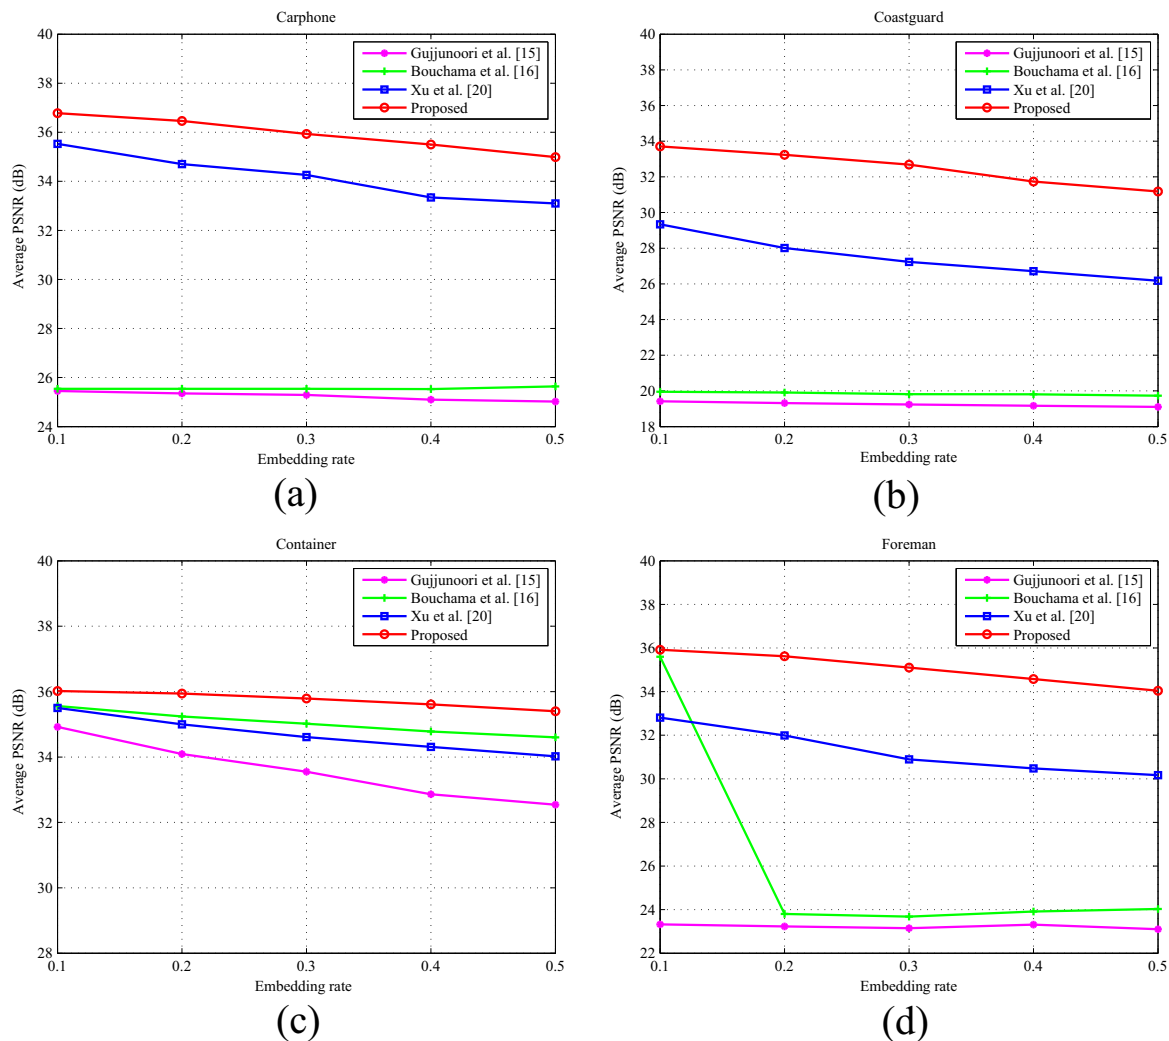 Carphone
40
38
36
34
32
30
28
26
24
0.1 0.2 0.3 0.4 0.5
Average PSNR (dB)
Embedding rate
Gujjunoori et al. [15]
Bouchama et al. [16]
Xu et al. [20]
Proposed
(a)
Coastguard
40
38
36
34
32
30
28
26
24
22
20
18
0.1 0.2 0.3 0.4 0.5
Average PSNR (dB)
Embedding rate
Gujjunoori et al. [15]
Bouchama et al. [16]
Xu et al. [20]
Proposed
(b)
Container
40
38
36
34
32
30
28
0.1 0.2 0.3 0.4 0.5
Average PSNR (dB)
Embedding rate
Gujjunoori et al. [15]
Bouchama et al. [16]
Xu et al. [20]
Proposed
(c)
Foreman
40
38
36
34
32
30
28
26
24
22
0.1 0.2 0.3 0.4 0.5
Average PSNR (dB)
Embedding rate
Gujjunoori et al. [15]
Bouchama et al. [16]
Xu et al. [20]
Proposed
(d)